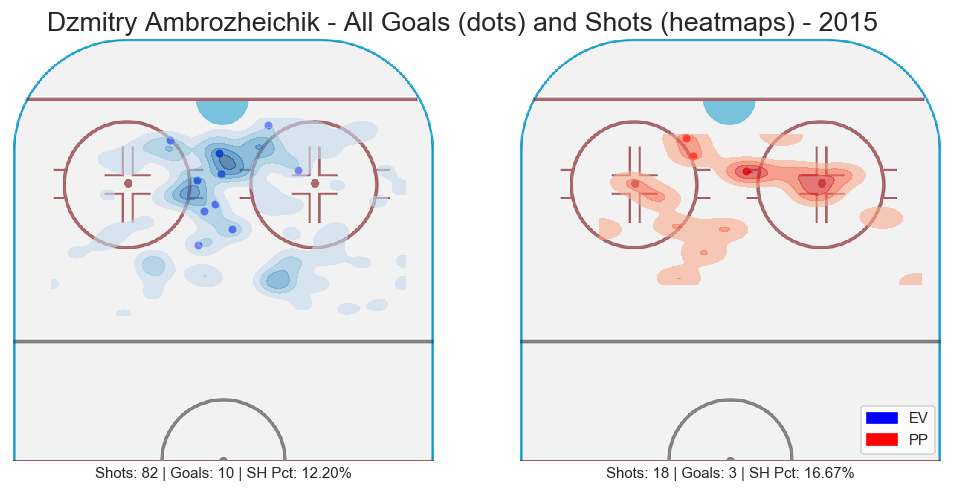 Dzmitry Ambrozheichik - All Goals (dots) and Shots (heatmaps) - 2015
EV
PP
Shots: 82 | Goals: 10 | SH Pct: 12.20%
Shots: 18 | Goals: 3 | SH Pct: 16.67%